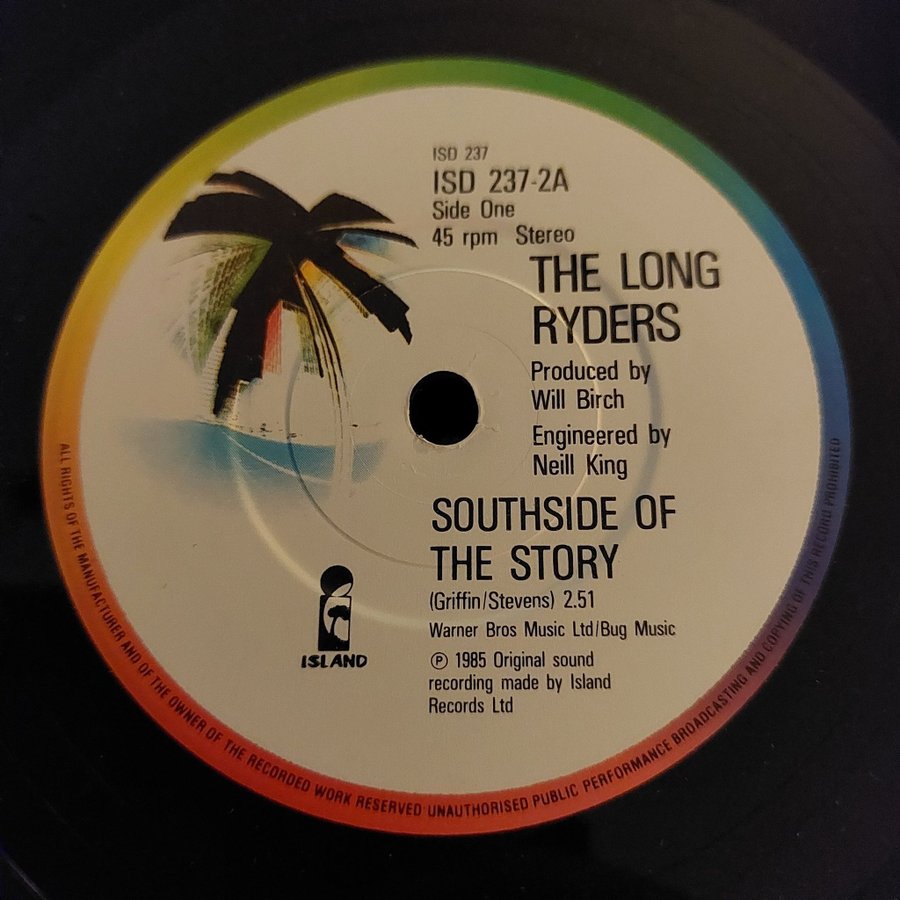 ISD 237
ISD 237-2A
Side One
45 rpm Stereo
THE LONG
RYDERS
Produced by
Will Birch
Engineered by
Neill King
SOUTHSIDE OF
THE STORY
(Griffin/Stevens) 2.51
Warner Bros Music Ltd/Bug Music
Ⓟ 1985 Original sound
recording made by Island
Records Ltd
ISLAND
ALL RIGHTS OF THE MANUFACTURER AND OF THE OWNER OF THE RECORDED WORK RESERVED UNAUTHORISED PUBLIC PERFORMANCE BROADCASTING AND COPYING OF THIS RECORD PROHIBITED